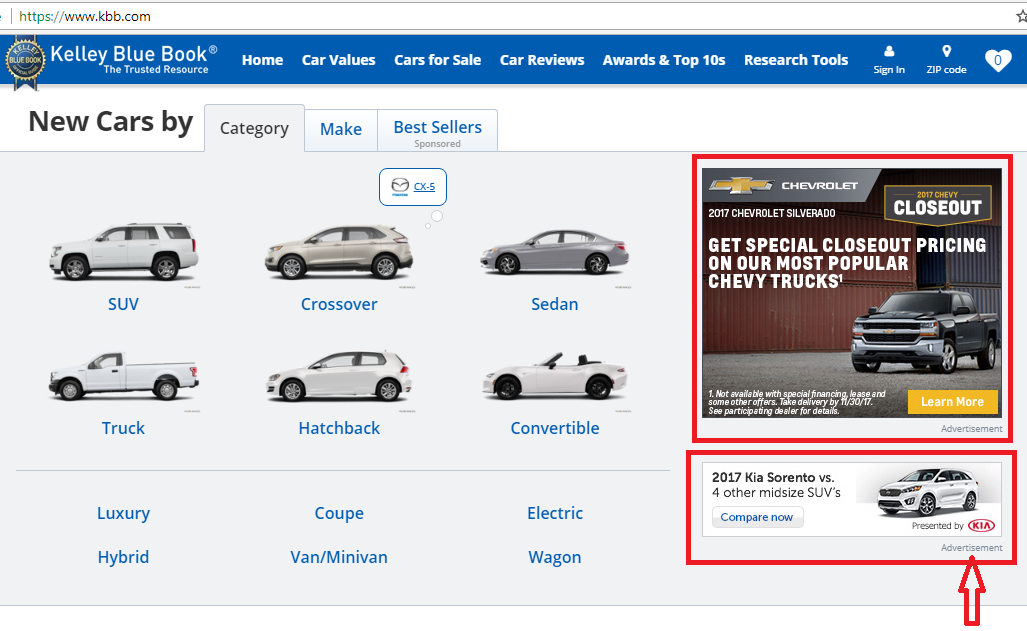 https://www.kbb.com
KELLEY
BLUE BOOK
Kelley Blue Book®
The Trusted Resource
Home Car Values Cars for Sale Car Reviews Awards & Top 10s Research Tools
Sign In
ZIP code
0
New Cars by
Category
Make
Best Sellers
Sponsored
CX-5
SUV
Crossover
Sedan
Truck
Hatchback
Convertible
Luxury
Coupe
Electric
Hybrid
Van/Minivan
Wagon
CHEVROLET
2017 CHEVY
CLOSEOUT
2017 CHEVROLET SILVERADO
GET SPECIAL CLOSEOUT PRICING
ON OUR MOST POPULAR
CHEVY TRUCKS¹
1. Not available with special financing, lease and
some other offers. Take delivery by 11/30/17.
See participating dealer for details.
Learn More
Advertisement
2017 Kia Sorento vs.
4 other midsize SUV's
Compare now
Presented by KIA
Advertisement